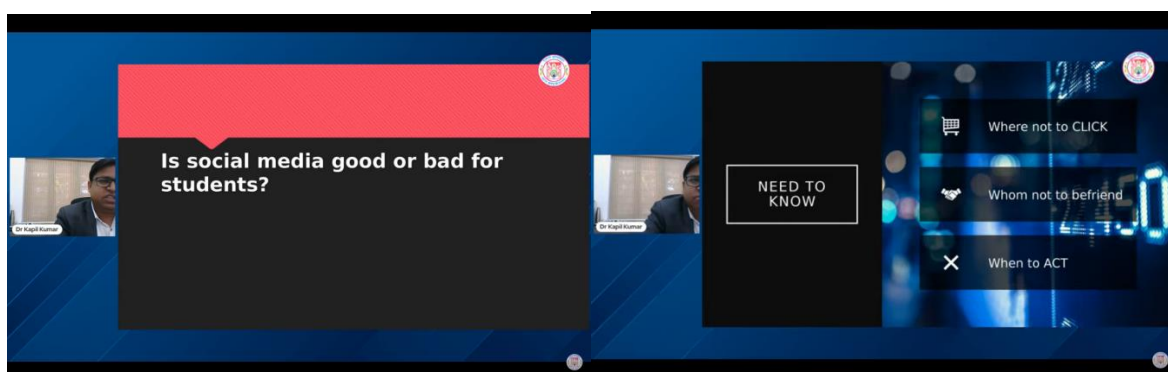 Is social media good or bad for
students?
Dr Kapil Kumar
NEED TO
KNOW
Where not to CLICK
Whom not to befriend
When to ACT
Dr Kapil Kumar